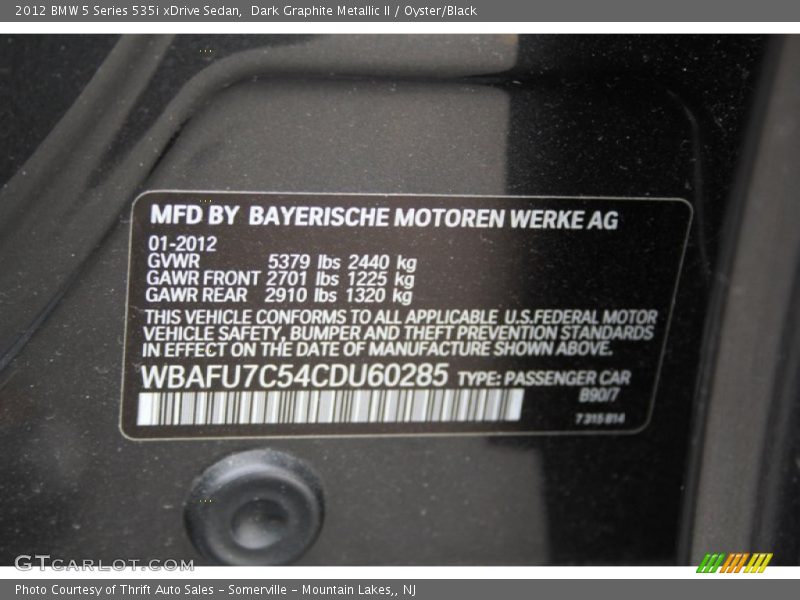 2012 BMW 5 Series 535i xDrive Sedan,  Dark Graphite Metallic II / Oyster/Black
MFD BY BAYERISCHE MOTOREN WERKE AG
01-2012
GVWR 5379 lbs 2440 kg
GAWR FRONT 2701 lbs 1225 kg
GAWR REAR 2910 lbs 1320 kg
THIS VEHICLE CONFORMS TO ALL APPLICABLE U.S.FEDERAL MOTOR
VEHICLE SAFETY, BUMPER AND THEFT PREVENTION STANDARDS
IN EFFECT ON THE DATE OF MANUFACTURE SHOWN ABOVE.
WBAFU7C54CDU60285 TYPE: PASSENGER CAR
B90/7
7 315 814
GTCARLOT.COM
Photo Courtesy of Thrift Auto Sales - Somerville - Mountain Lakes,, NJ